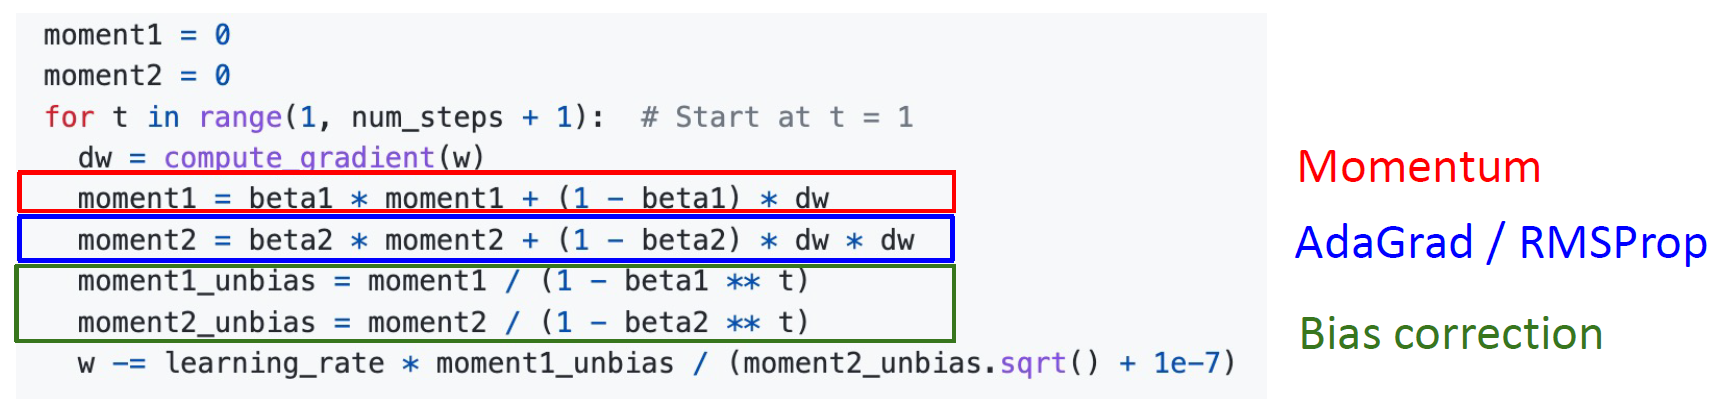 moment1 = 0
moment2 = 0
for t in range(1, num_steps + 1):  # Start at t = 1
  dw = compute_gradient(w)
  moment1 = beta1 * moment1 + (1 - beta1) * dw
  moment2 = beta2 * moment2 + (1 - beta2) * dw * dw
  moment1_unbias = moment1 / (1 - beta1 ** t)
  moment2_unbias = moment2 / (1 - beta2 ** t)
  w -= learning_rate * moment1_unbias / (moment2_unbias.sqrt() + 1e-7)
Momentum
AdaGrad / RMSProp
Bias correction